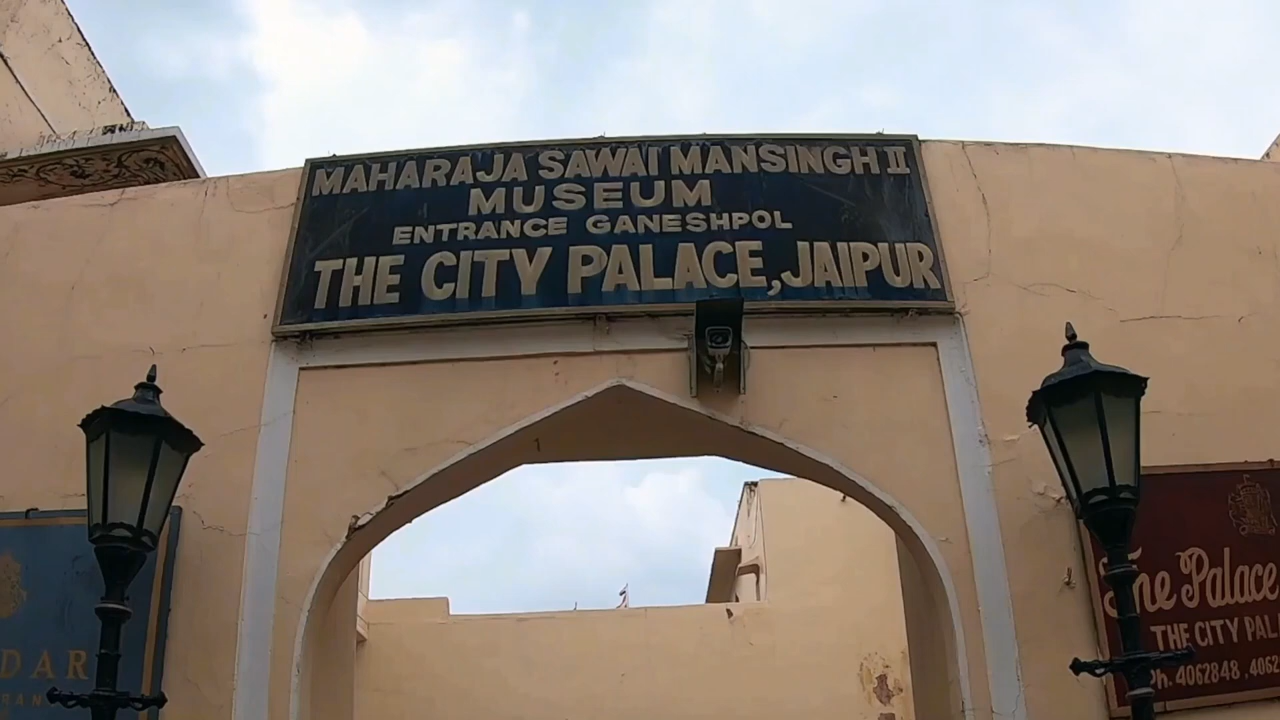 MAHARAJA SAWAI MANSINGH II
MUSEUM
ENTRANCE GANESHPOL
THE CITY PALACE, JAIPUR
DAR
The Palace
THE CITY PAL
Ph. 4062848 , 4062